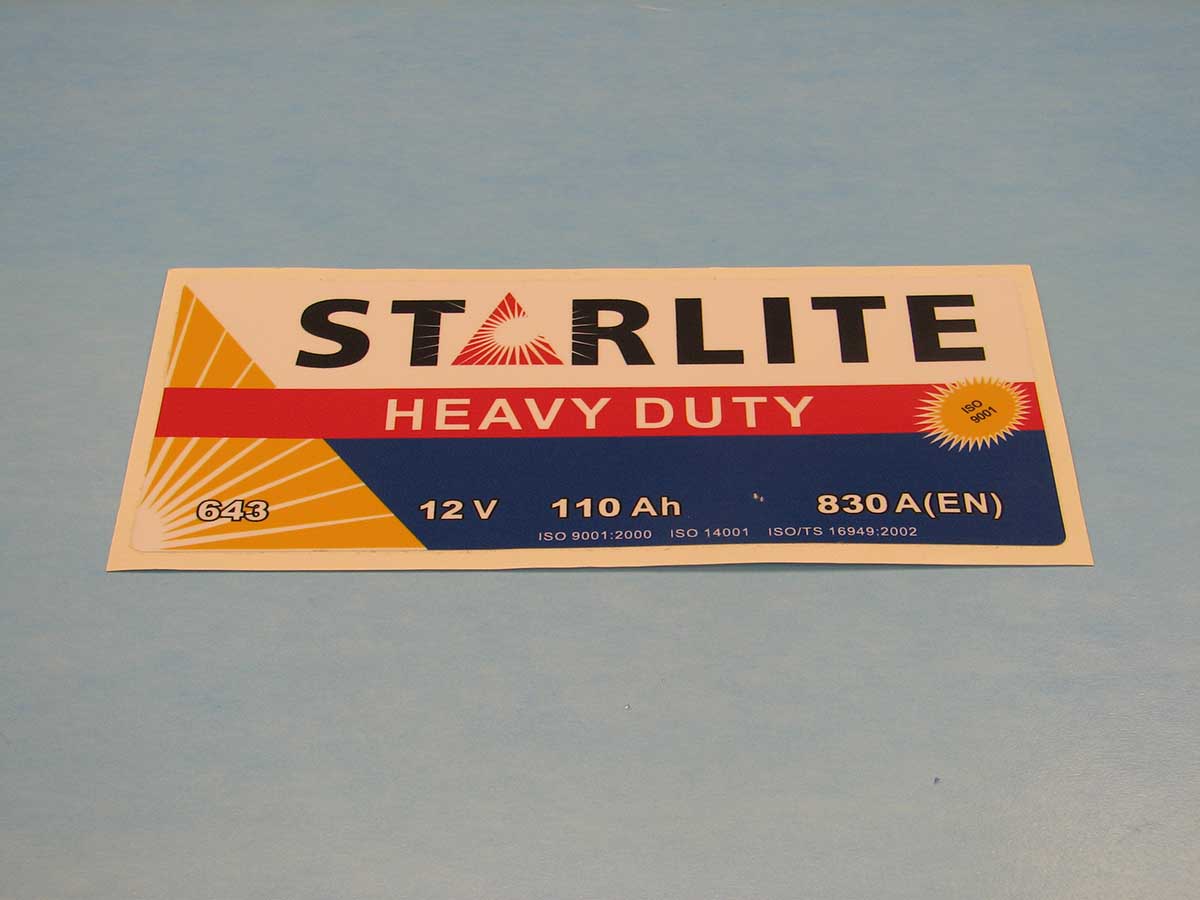 STARLITE
HEAVY DUTY
ISO
9001
643 12 V 110 Ah 830 A(EN)
ISO 9001:2000 ISO 14001 ISO/TS 16949:2002